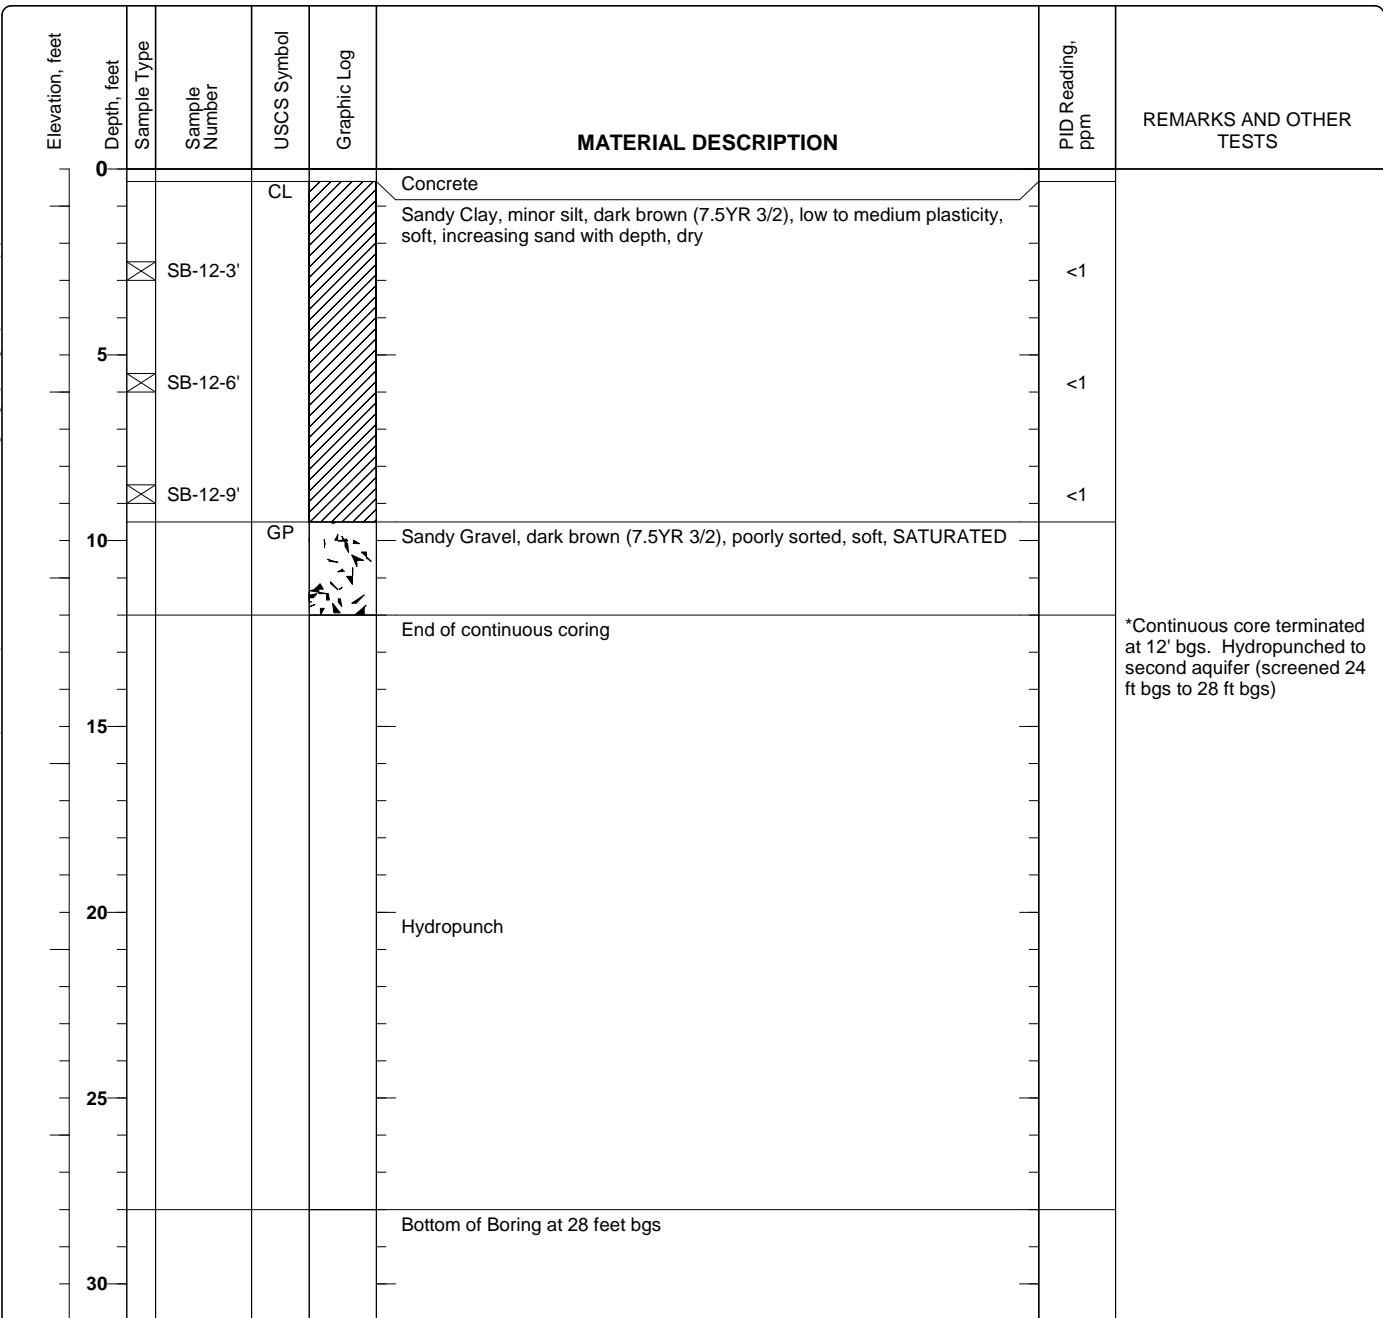 Elevation, feet
Depth, feet
Sample Type
Sample
Number
USCS Symbol
Graphic Log
MATERIAL DESCRIPTION
PID Reading,
ppm
REMARKS AND OTHER
TESTS
0
CL
Concrete
Sandy Clay, minor silt, dark brown (7.5YR 3/2), low to medium plasticity,
soft, increasing sand with depth, dry
SB-12-3'
<1
5
SB-12-6'
<1
SB-12-9'
<1
GP
10
Sandy Gravel, dark brown (7.5YR 3/2), poorly sorted, soft, SATURATED
End of continuous coring
*Continuous core terminated
at 12' bgs. Hydropunched to
second aquifer (screened 24
ft bgs to 28 ft bgs)
15
20
Hydropunch
25
Bottom of Boring at 28 feet bgs
30